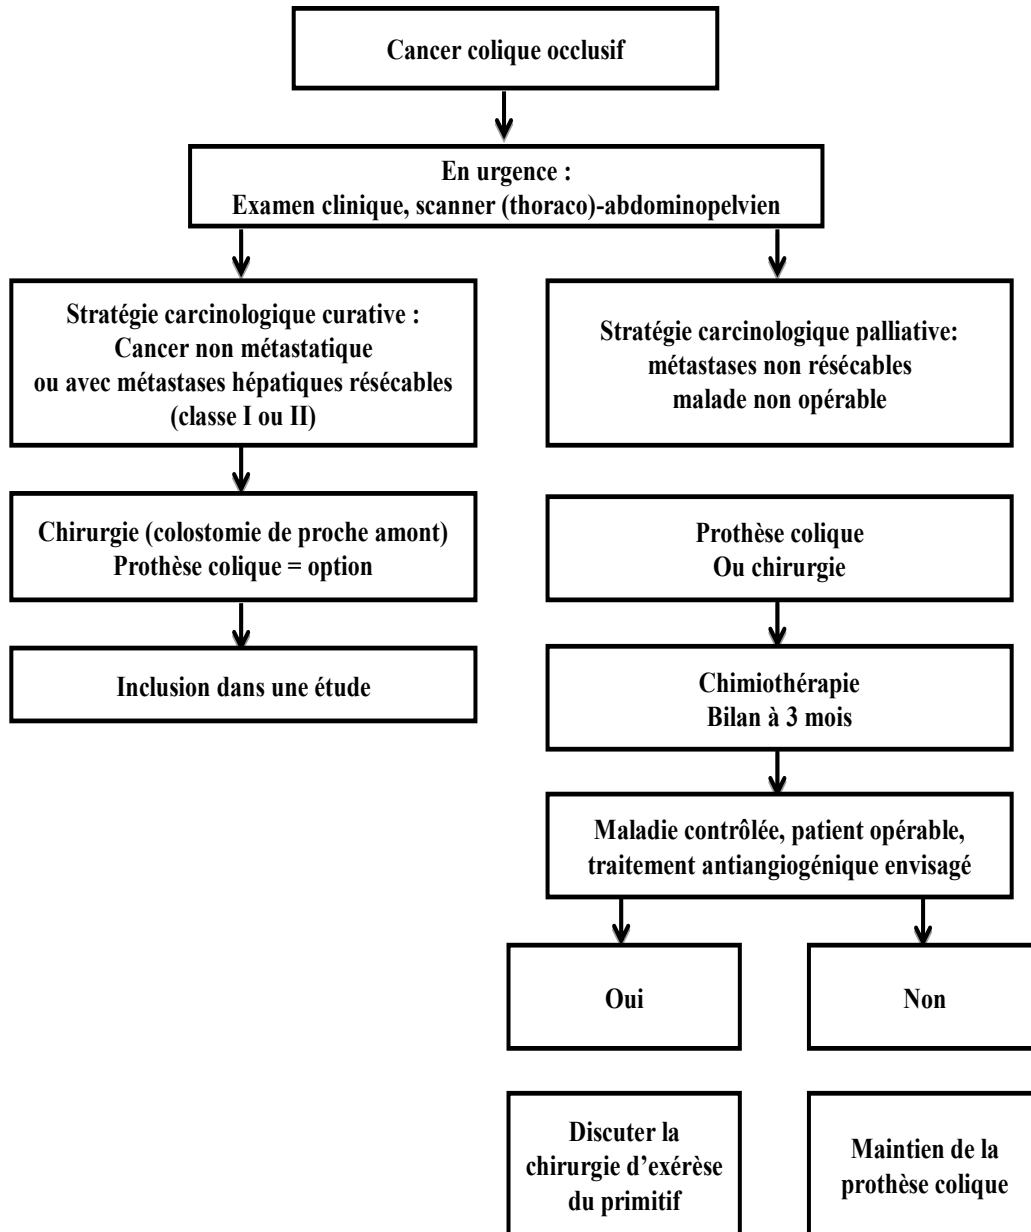 Cancer colique occlusif
En urgence :
Examen clinique, scanner (thoraco)-abdominopelvien
Stratégie carcinologique curative :
Cancer non métastatique
ou avec métastases hépatiques résécables
(classe I ou II)
Stratégie carcinologique palliative:
métastases non résécables
malade non opérable
Chirurgie (colostomie de proche amont)
Prothèse colique = option
Prothèse colique
Ou chirurgie
Inclusion dans une étude
Chimiothérapie
Bilan à 3 mois
Maladie contrôlée, patient opérable,
traitement antiangiogénique envisagé
Oui
Non
Discuter la
chirurgie d’exérèse
du primitif
Maintien de la
prothèse colique